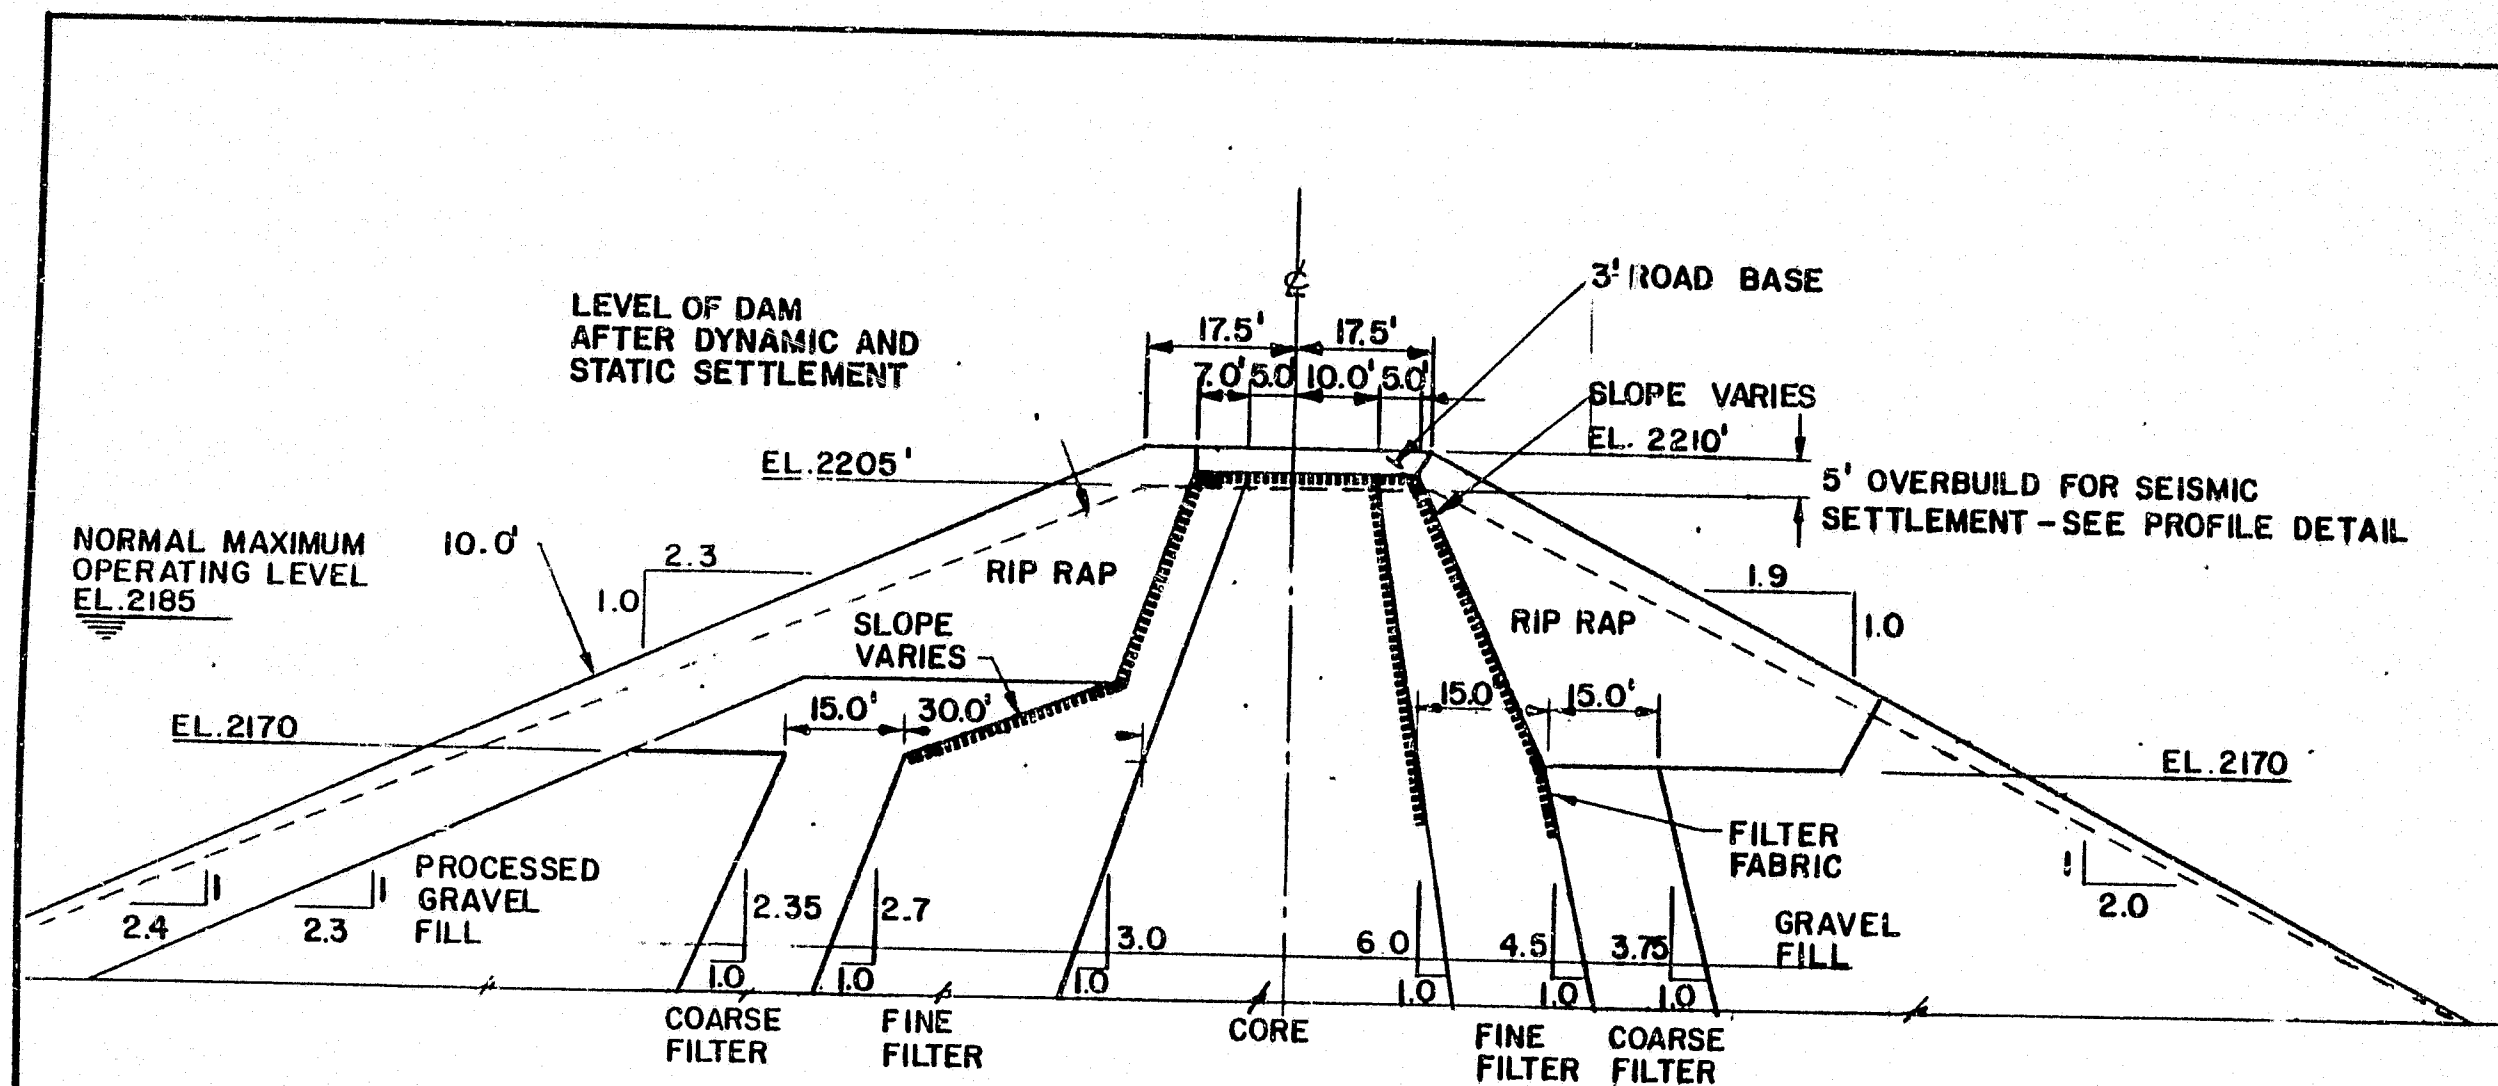 LEVEL OF DAM
AFTER DYNAMIC AND
STATIC SETTLEMENT
℄
3' ROAD BASE
17.5'
17.5'
7.0'
5.0'
10.0'
5.0'
SLOPE VARIES
EL. 2210'
EL. 2205'
5' OVERBUILD FOR SEISMIC
SETTLEMENT – SEE PROFILE DETAIL
NORMAL MAXIMUM
OPERATING LEVEL
EL. 2185
10.0'
2.3
1.0
RIP RAP
SLOPE
VARIES
RIP RAP
1.9
1.0
15.0'
30.0'
15.0'
15.0'
EL. 2170
EL. 2170
FILTER
FABRIC
PROCESSED
GRAVEL
FILL
1
2.4
1
2.3
2.35
1.0
2.7
1.0
3.0
1.0
6.0
1.0
4.5
1.0
3.75
1.0
GRAVEL
FILL
1
2.0
COARSE
FILTER
FINE
FILTER
CORE
FINE
FILTER
COARSE
FILTER